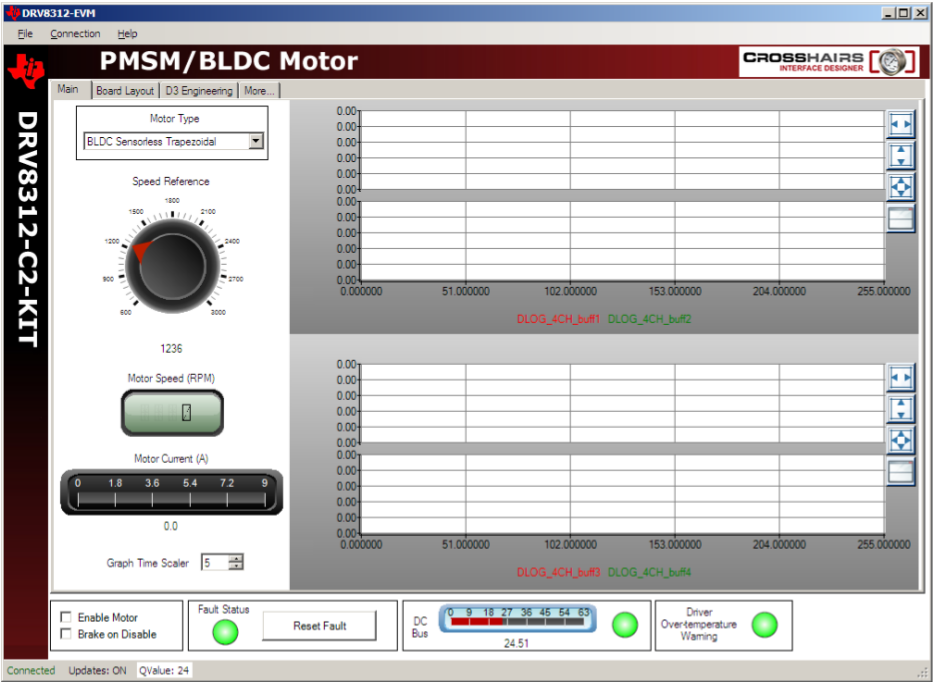 DRV8312-EVM
File Connection Help
PMSM/BLDC Motor
CROSSHAIRS
INTERFACE DESIGNER
DRV8312-C2-KIT
Main Board Layout D3 Engineering More...
Motor Type
BLDC Sensorless Trapezoidal
Speed Reference
1800
1500 2100
1200 2400
900 2700
600 3000
1236
Motor Speed (RPM)
0
Motor Current (A)
0 1.8 3.6 5.4 7.2 9
0.0
Graph Time Scaler 5
0.00
0.00
0.00
0.00
0.00
0.00
0.00
0.00
0.00
0.00
0.00
0.00
0.000000 51.000000 102.000000 153.000000 204.000000 255.000000
DLOG_4CH_buff1 DLOG_4CH_buff2
0.00
0.00
0.00
0.00
0.00
0.00
0.00
0.00
0.00
0.00
0.00
0.00
0.000000 51.000000 102.000000 153.000000 204.000000 255.000000
DLOG_4CH_buff3 DLOG_4CH_buff4
Enable Motor
Brake on Disable
Fault Status
Reset Fault
DC
Bus
0 9 18 27 36 45 54 63
24.51
Driver
Over-temperature
Warning
Connected Updates: ON QValue: 24